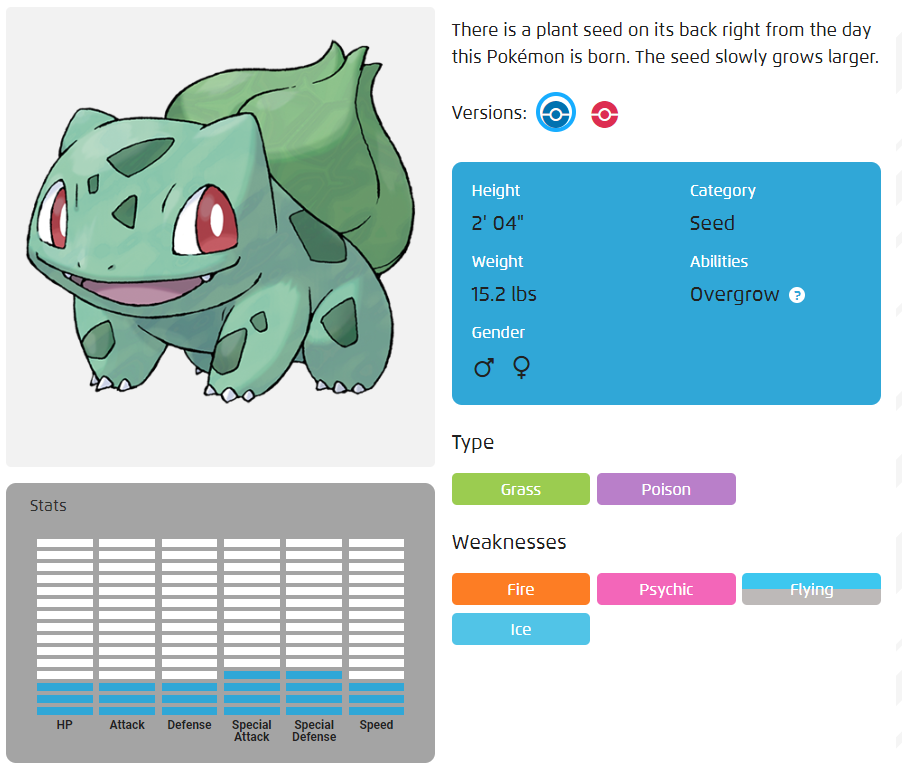 There is a plant seed on its back right from the day
this Pokémon is born. The seed slowly grows larger.
Versions:
Height
2' 04"
Category
Seed
Weight
15.2 lbs
Abilities
Overgrow ?
Gender
♂ ♀
Type
Grass Poison
Weaknesses
Fire Psychic Flying
Ice
Stats
HP Attack Defense Special Attack Special Defense Speed